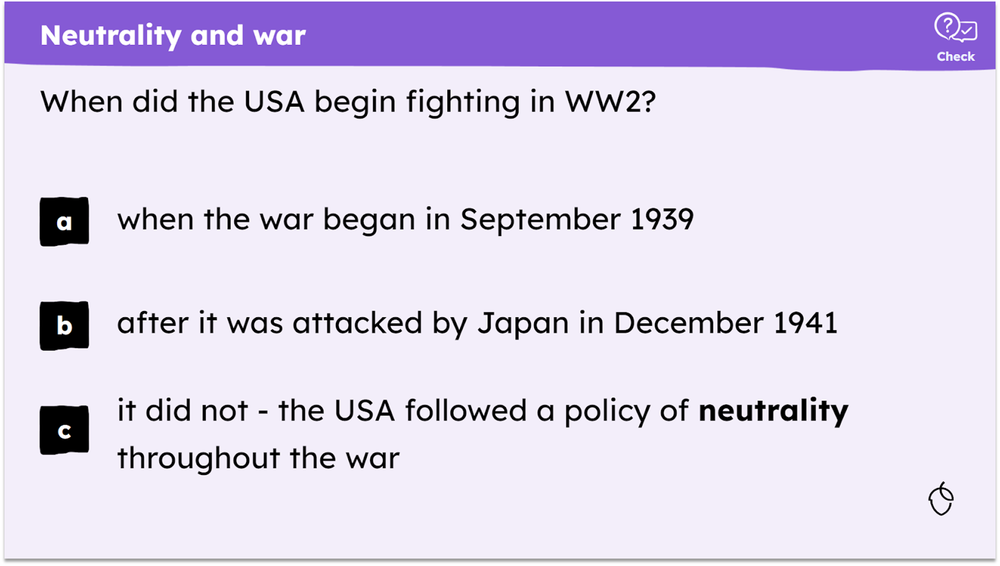 Neutrality and war
Check
When did the USA begin fighting in WW2?
a
when the war began in September 1939
b
after it was attacked by Japan in December 1941
c
it did not - the USA followed a policy of neutrality
throughout the war